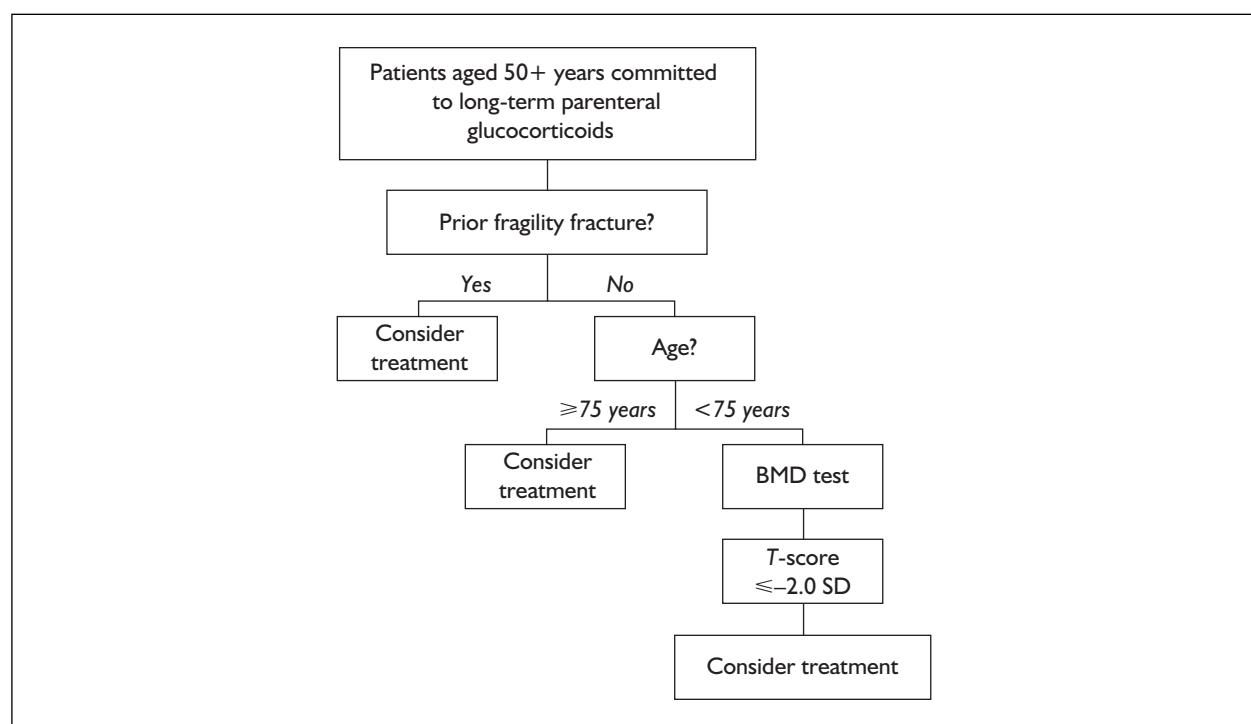 Patients aged 50+ years committed
to long-term parenteral
glucocorticoids
Prior fragility fracture?
Yes
No
Consider
treatment
Age?
⩾75 years
<75 years
Consider
treatment
BMD test
T-score
⩽–2.0 SD
Consider treatment